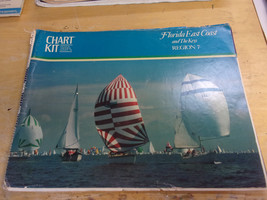 CHART
KIT
Florida East Coast
and The Keys
REGION 7